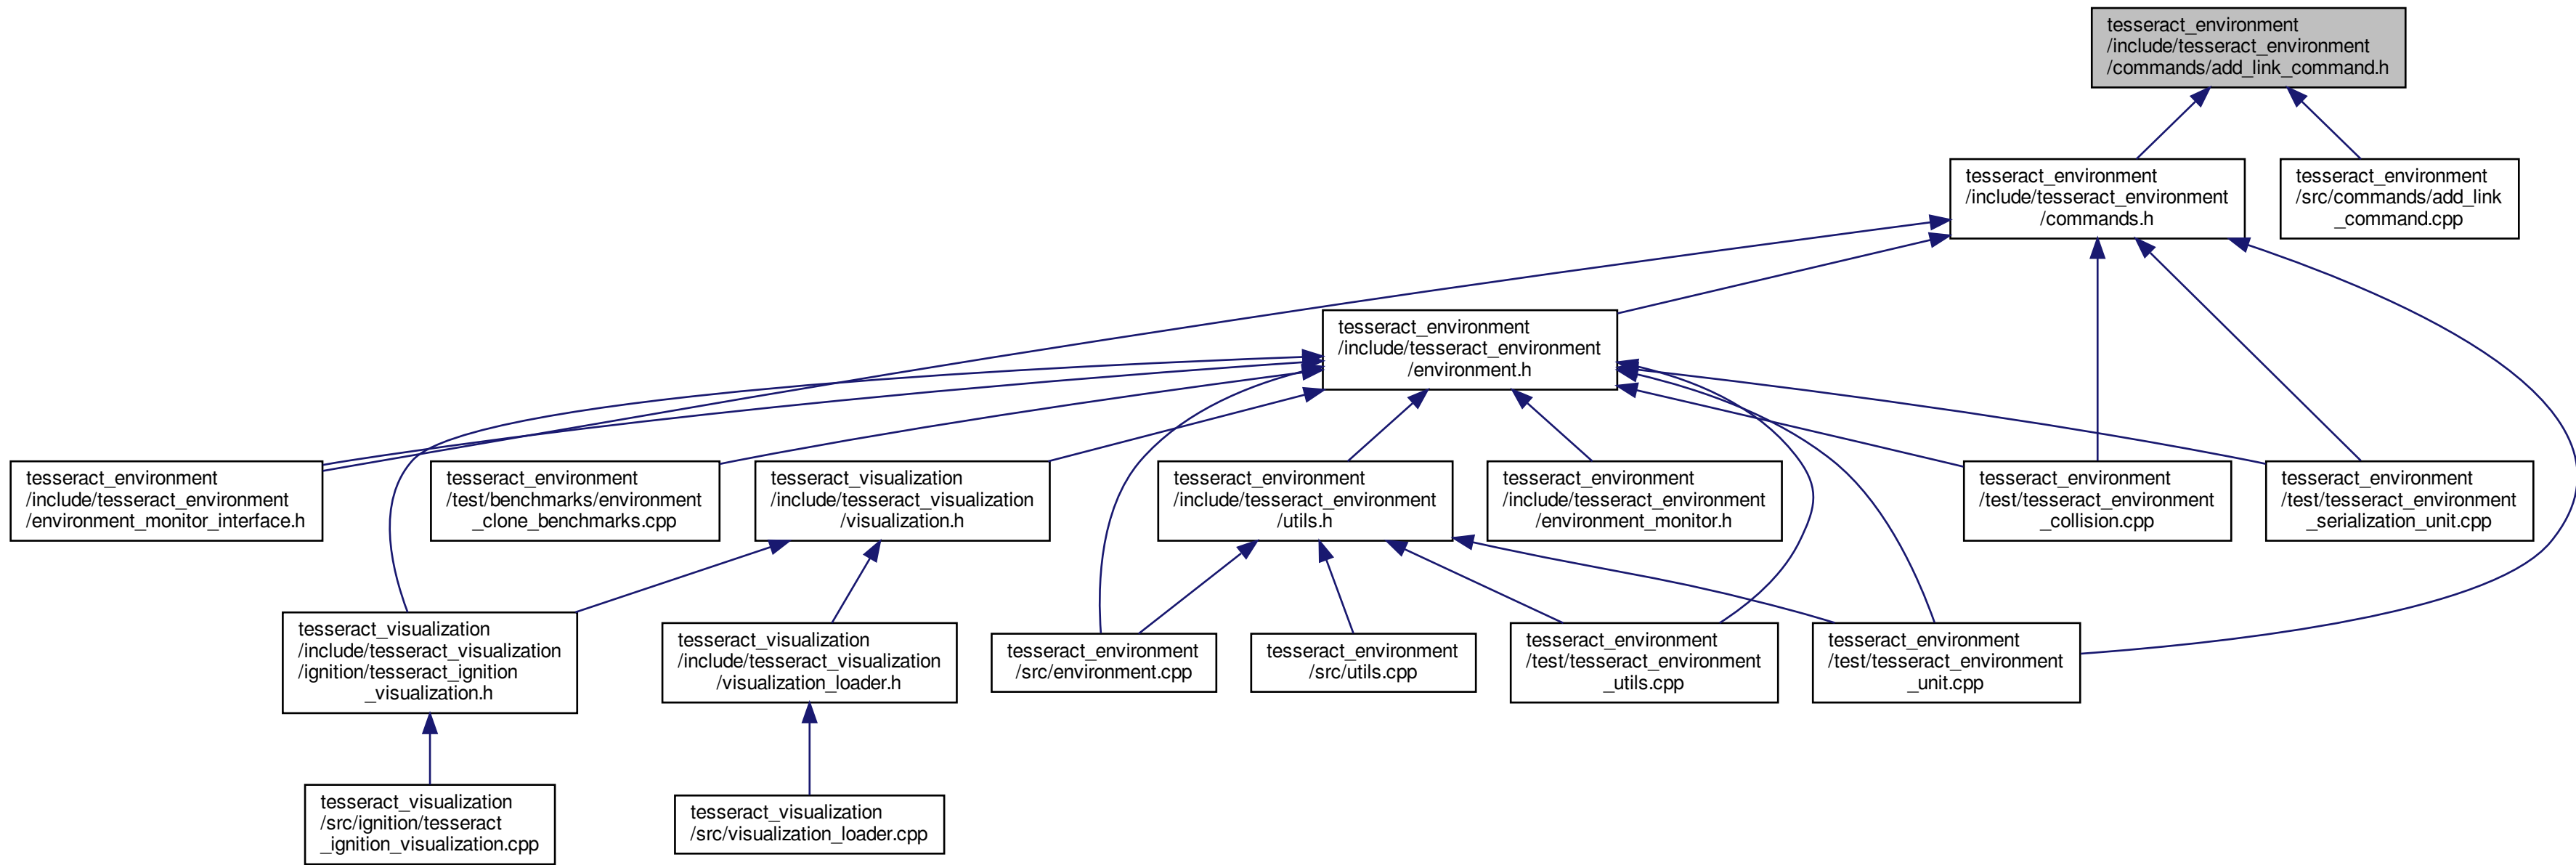 tesseract_environment
/include/tesseract_environment
/commands/add_link_command.h
tesseract_environment
/include/tesseract_environment
/commands.h
tesseract_environment
/src/commands/add_link
_command.cpp
tesseract_environment
/include/tesseract_environment
/environment.h
tesseract_environment
/include/tesseract_environment
/environment_monitor_interface.h
tesseract_environment
/test/benchmarks/environment
_clone_benchmarks.cpp
tesseract_visualization
/include/tesseract_visualization
/visualization.h
tesseract_environment
/include/tesseract_environment
/utils.h
tesseract_environment
/include/tesseract_environment
/environment_monitor.h
tesseract_environment
/test/tesseract_environment
_collision.cpp
tesseract_environment
/test/tesseract_environment
_serialization_unit.cpp
tesseract_visualization
/include/tesseract_visualization
/ignition/tesseract_ignition
_visualization.h
tesseract_visualization
/include/tesseract_visualization
/visualization_loader.h
tesseract_environment
/src/environment.cpp
tesseract_environment
/src/utils.cpp
tesseract_environment
/test/tesseract_environment
_utils.cpp
tesseract_environment
/test/tesseract_environment
_unit.cpp
tesseract_visualization
/src/ignition/tesseract
_ignition_visualization.cpp
tesseract_visualization
/src/visualization_loader.cpp